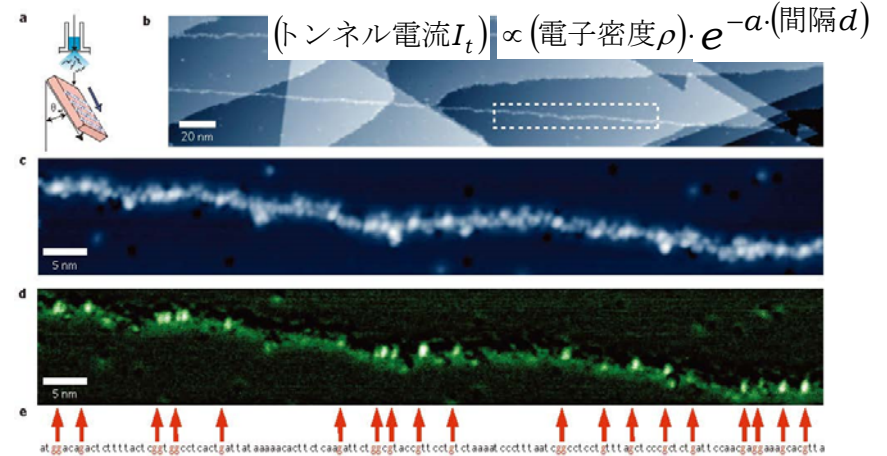 a
b
(トンネル電流I_t) ∝ (電子密度ρ)·e^{-a·(間隔d)}
θ
20 nm
c
5 nm
d
5 nm
e
atggacagactcttttactcggtggcctcactgattataaaaacacttctcaagattctggcgtaccgttcctgtctaaaatccctttaatcggcctcctgtttagctcccgctctgattccaacgaggaaagcacgtta